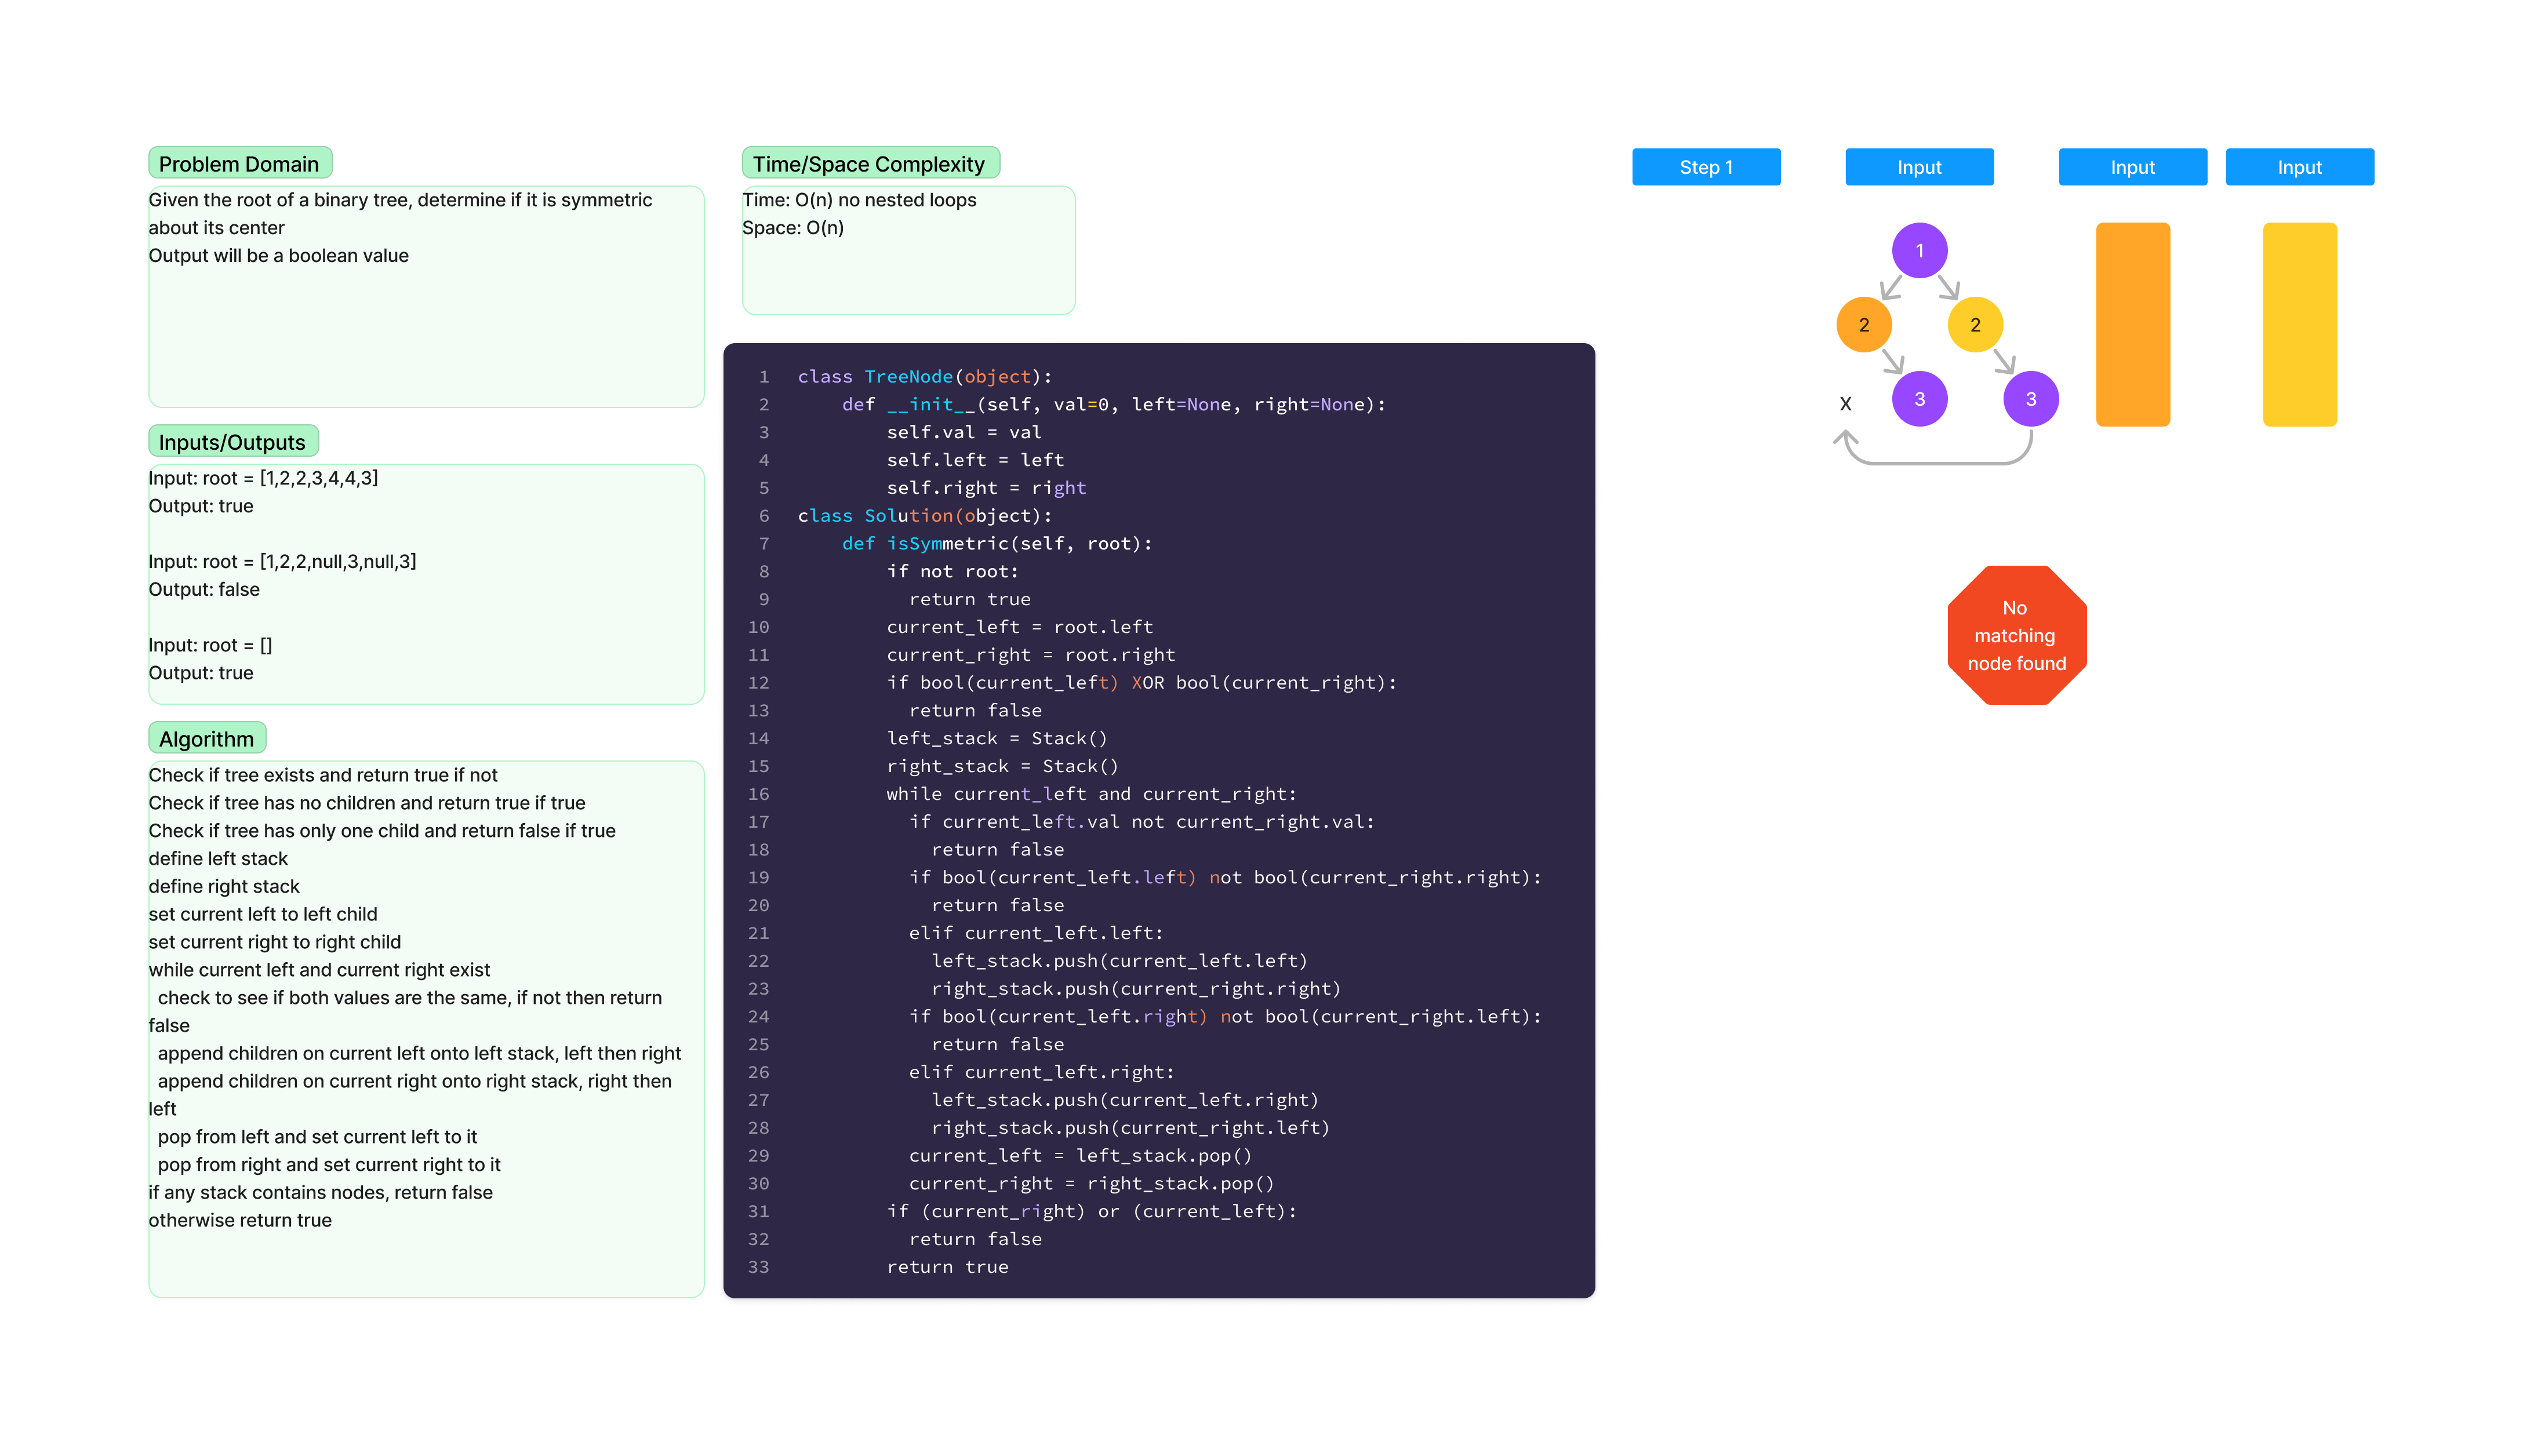 Problem Domain
Given the root of a binary tree, determine if it is symmetric
about its center
Output will be a boolean value
Inputs/Outputs
Input: root = [1,2,2,3,4,4,3]
Output: true
Input: root = [1,2,2,null,3,null,3]
Output: false
Input: root = []
Output: true
Algorithm
Check if tree exists and return true if not
Check if tree has no children and return true if true
Check if tree has only one child and return false if true
define left stack
define right stack
set current left to left child
set current right to right child
while current left and current right exist
  check to see if both values are the same, if not then return
false
  append children on current left onto left stack, left then right
  append children on current right onto right stack, right then
left
  pop from left and set current left to it
  pop from right and set current right to it
if any stack contains nodes, return false
otherwise return true
Time/Space Complexity
Time: O(n) no nested loops
Space: O(n)
1 class TreeNode(object):
2     def __init__(self, val=0, left=None, right=None):
3         self.val = val
4         self.left = left
5         self.right = right
6 class Solution(object):
7     def isSymmetric(self, root):
8         if not root:
9           return true
10         current_left = root.left
11         current_right = root.right
12         if bool(current_left) XOR bool(current_right):
13           return false
14         left_stack = Stack()
15         right_stack = Stack()
16         while current_left and current_right:
17           if current_left.val not current_right.val:
18             return false
19           if bool(current_left.left) not bool(current_right.right):
20             return false
21           elif current_left.left:
22             left_stack.push(current_left.left)
23             right_stack.push(current_right.right)
24           if bool(current_left.right) not bool(current_right.left):
25             return false
26           elif current_left.right:
27             left_stack.push(current_left.right)
28             right_stack.push(current_right.left)
29           current_left = left_stack.pop()
30           current_right = right_stack.pop()
31         if (current_right) or (current_left):
32           return false
33         return true
Step 1
Input
Input
Input
1
2
2
X
3
3
No
matching
node found